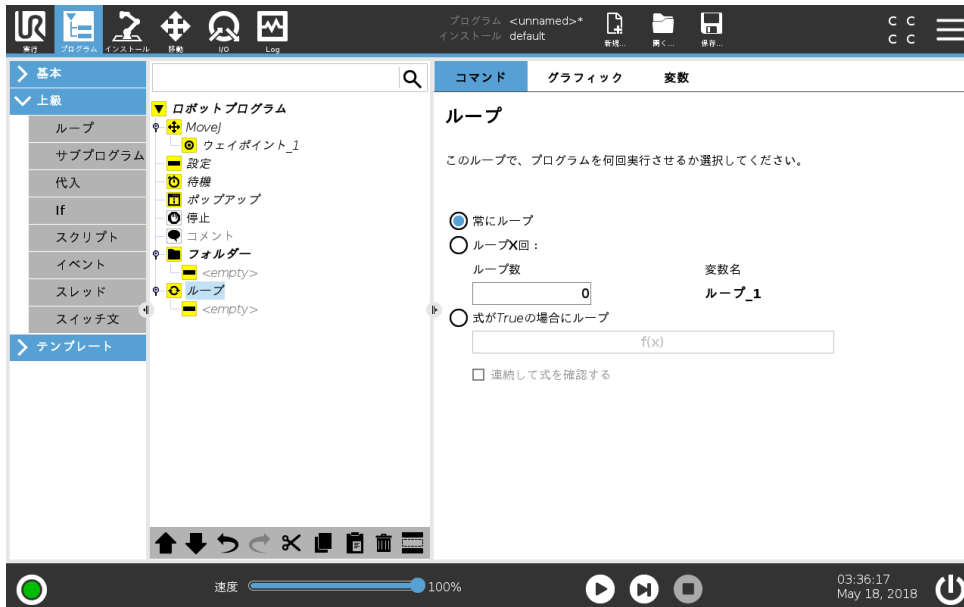 UR
実行
プログラム
インストール
移動
I/O
Log
プログラム <unnamed>*
インストール default
新規...
開く...
保存...
C C
C C
基本
上級
ループ
サブプログラム
代入
If
スクリプト
イベント
スレッド
スイッチ文
テンプレート
ロボットプログラム
MoveJ
ウェイポイント_1
設定
待機
ポップアップ
停止
コメント
フォルダー
<empty>
ループ
<empty>
コマンド グラフィック 変数
ループ
このループで、プログラムを何回実行させるか選択してください。
常にループ
ループX回：
ループ数 変数名
0 ループ_1
式がTrueの場合にループ
f(x)
連続して式を確認する
速度 100%
03:36:17
May 18, 2018